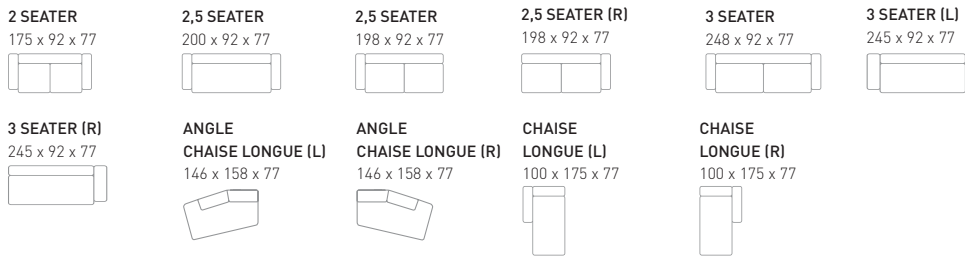 2 SEATER
175 x 92 x 77
2,5 SEATER
200 x 92 x 77
2,5 SEATER
198 x 92 x 77
2,5 SEATER (R)
198 x 92 x 77
3 SEATER
248 x 92 x 77
3 SEATER (L)
245 x 92 x 77
3 SEATER (R)
245 x 92 x 77
ANGLE
CHAISE LONGUE (L)
146 x 158 x 77
ANGLE
CHAISE LONGUE (R)
146 x 158 x 77
CHAISE
LONGUE (L)
100 x 175 x 77
CHAISE
LONGUE (R)
100 x 175 x 77